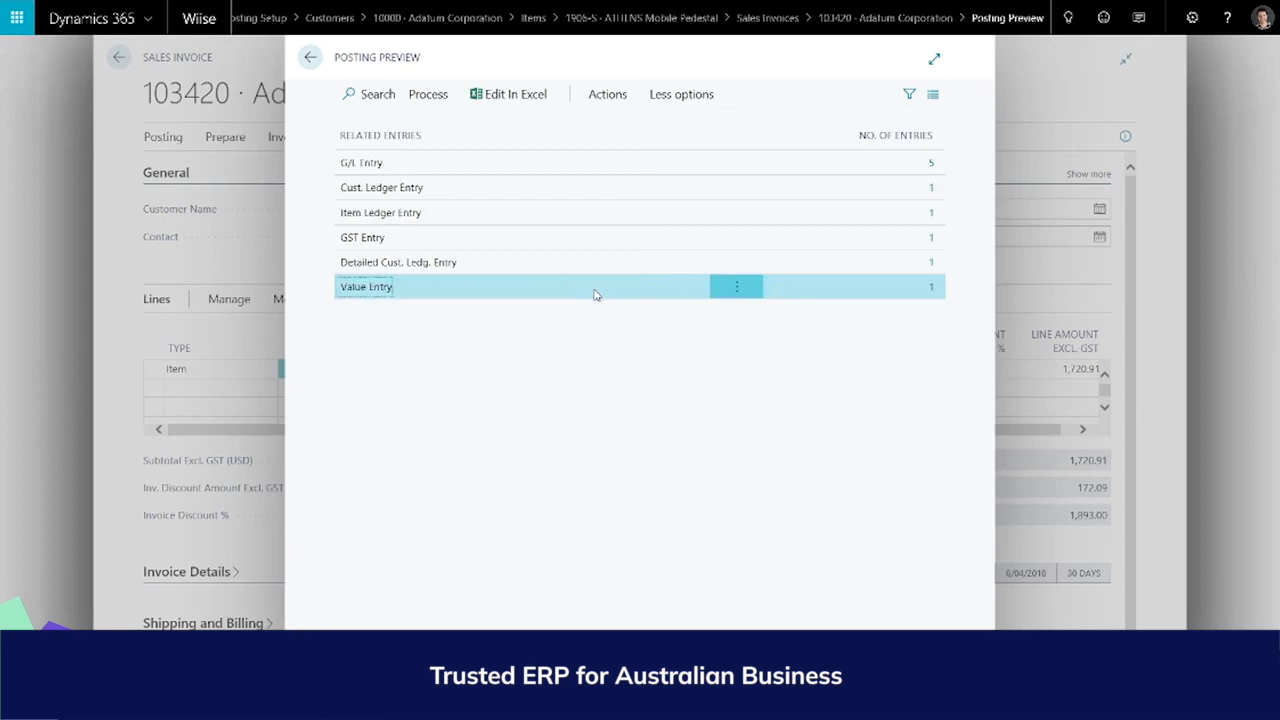 Dynamics 365
Wiise
osting Setup > Customers > 10000 · Adatum Corporation > Items > 1906-S · ATHENS Mobile Pedestal > Sales Invoices > 103420 · Adatum Corporation > Posting Preview
SALES INVOICE
103420 · Ad
Posting Prepare Inv
General
Show more
Customer Name
Contact
Lines Manage M
TYPE
NT
%
LINE AMOUNT
EXCL. GST
Item
1,720.91
Subtotal Excl. GST (USD)
1,720.91
Inv. Discount Amount Excl. GST
172.09
Invoice Discount %
1,893.00
Invoice Details >
8/04/2018 30 DAYS
Shipping and Billing >
POSTING PREVIEW
Search Process Edit In Excel Actions Less options
RELATED ENTRIES NO. OF ENTRIES
G/L Entry 5
Cust. Ledger Entry 1
Item Ledger Entry 1
GST Entry 1
Detailed Cust. Ledg. Entry 1
Value Entry 1
Trusted ERP for Australian Business